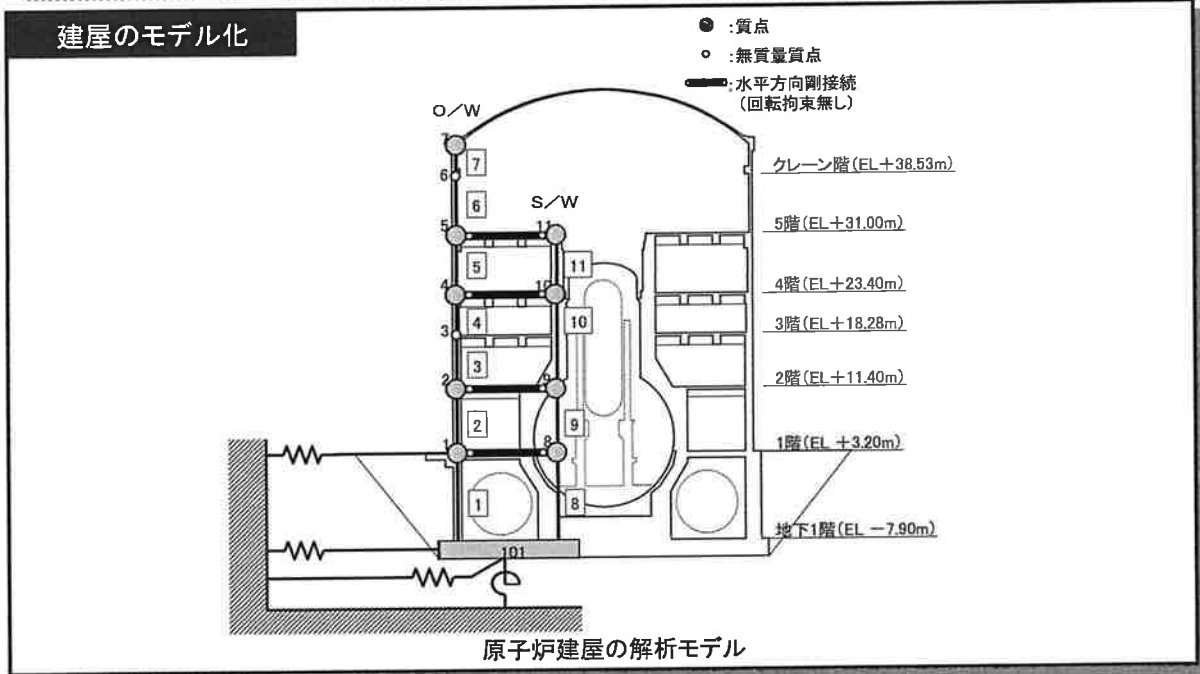 建屋のモデル化
● :質点
○ :無質量質点
:水平方向剛接続
(回転拘束無し)
O/W
7
7
クレーン階(EL+38.53m)
6
6
S/W
5
11
5階(EL+31.00m)
5
11
4
10
4階(EL+23.40m)
4
10
3
3階(EL+18.28m)
3
2
9
2階(EL+11.40m)
2
9
1
8
1階(EL +3.20m)
1
8
地下1階(EL -7.90m)
101
原子炉建屋の解析モデル